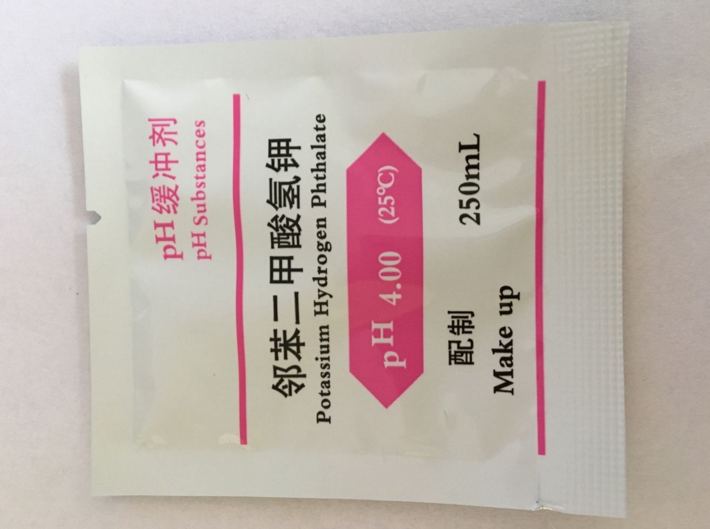 pH缓冲剂
pH Substances
邻苯二甲酸氢钾
Potassium Hydrogen Phthalate
pH 4.00 (25℃)
配制 250mL
Make up